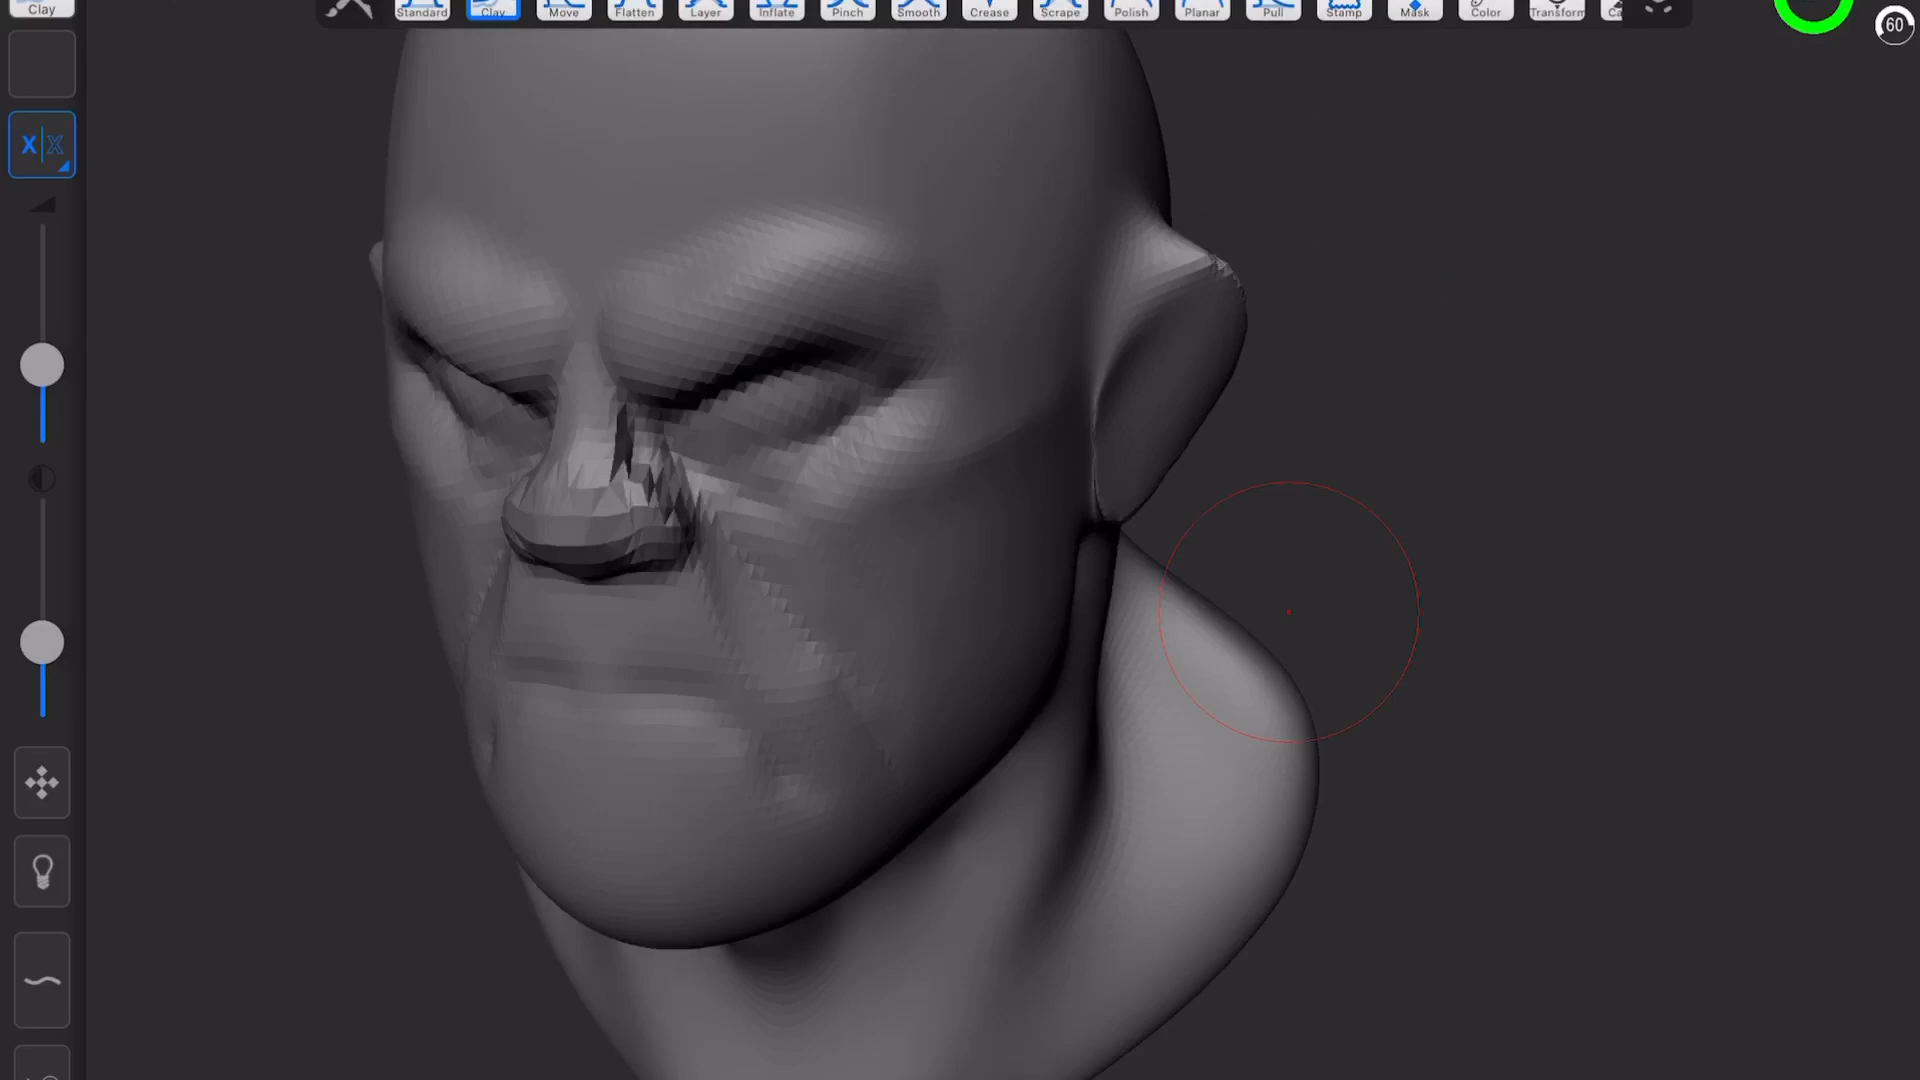 Clay
Standard Clay Move Flatten Layer Inflate Pinch Smooth Crease Scrape Polish Planar Pull Stamp Mask Color Transform
60
X|X